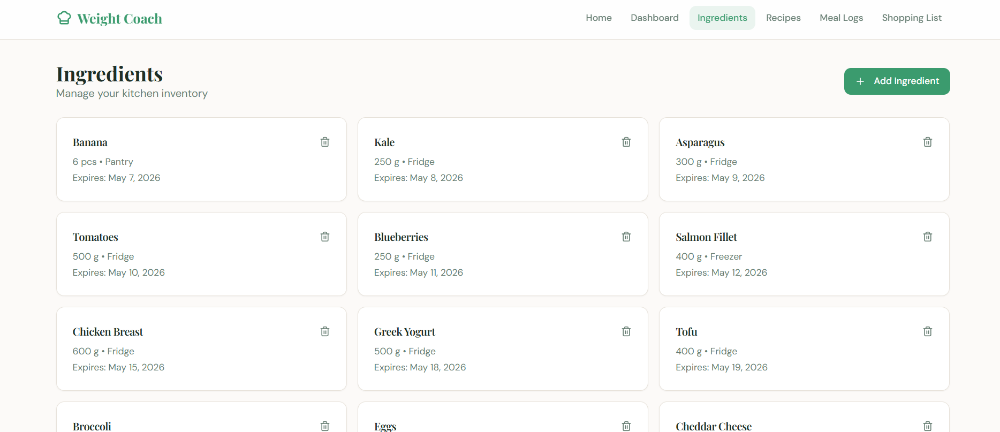 Weight Coach
Home Dashboard Ingredients Recipes Meal Logs Shopping List
Ingredients
Manage your kitchen inventory
+ Add Ingredient
Banana
6 pcs • Pantry
Expires: May 7, 2026
Kale
250 g • Fridge
Expires: May 8, 2026
Asparagus
300 g • Fridge
Expires: May 9, 2026
Tomatoes
500 g • Fridge
Expires: May 10, 2026
Blueberries
250 g • Fridge
Expires: May 11, 2026
Salmon Fillet
400 g • Freezer
Expires: May 12, 2026
Chicken Breast
600 g • Fridge
Expires: May 15, 2026
Greek Yogurt
500 g • Fridge
Expires: May 18, 2026
Tofu
400 g • Fridge
Expires: May 19, 2026
Broccoli
Eggs
Cheddar Cheese